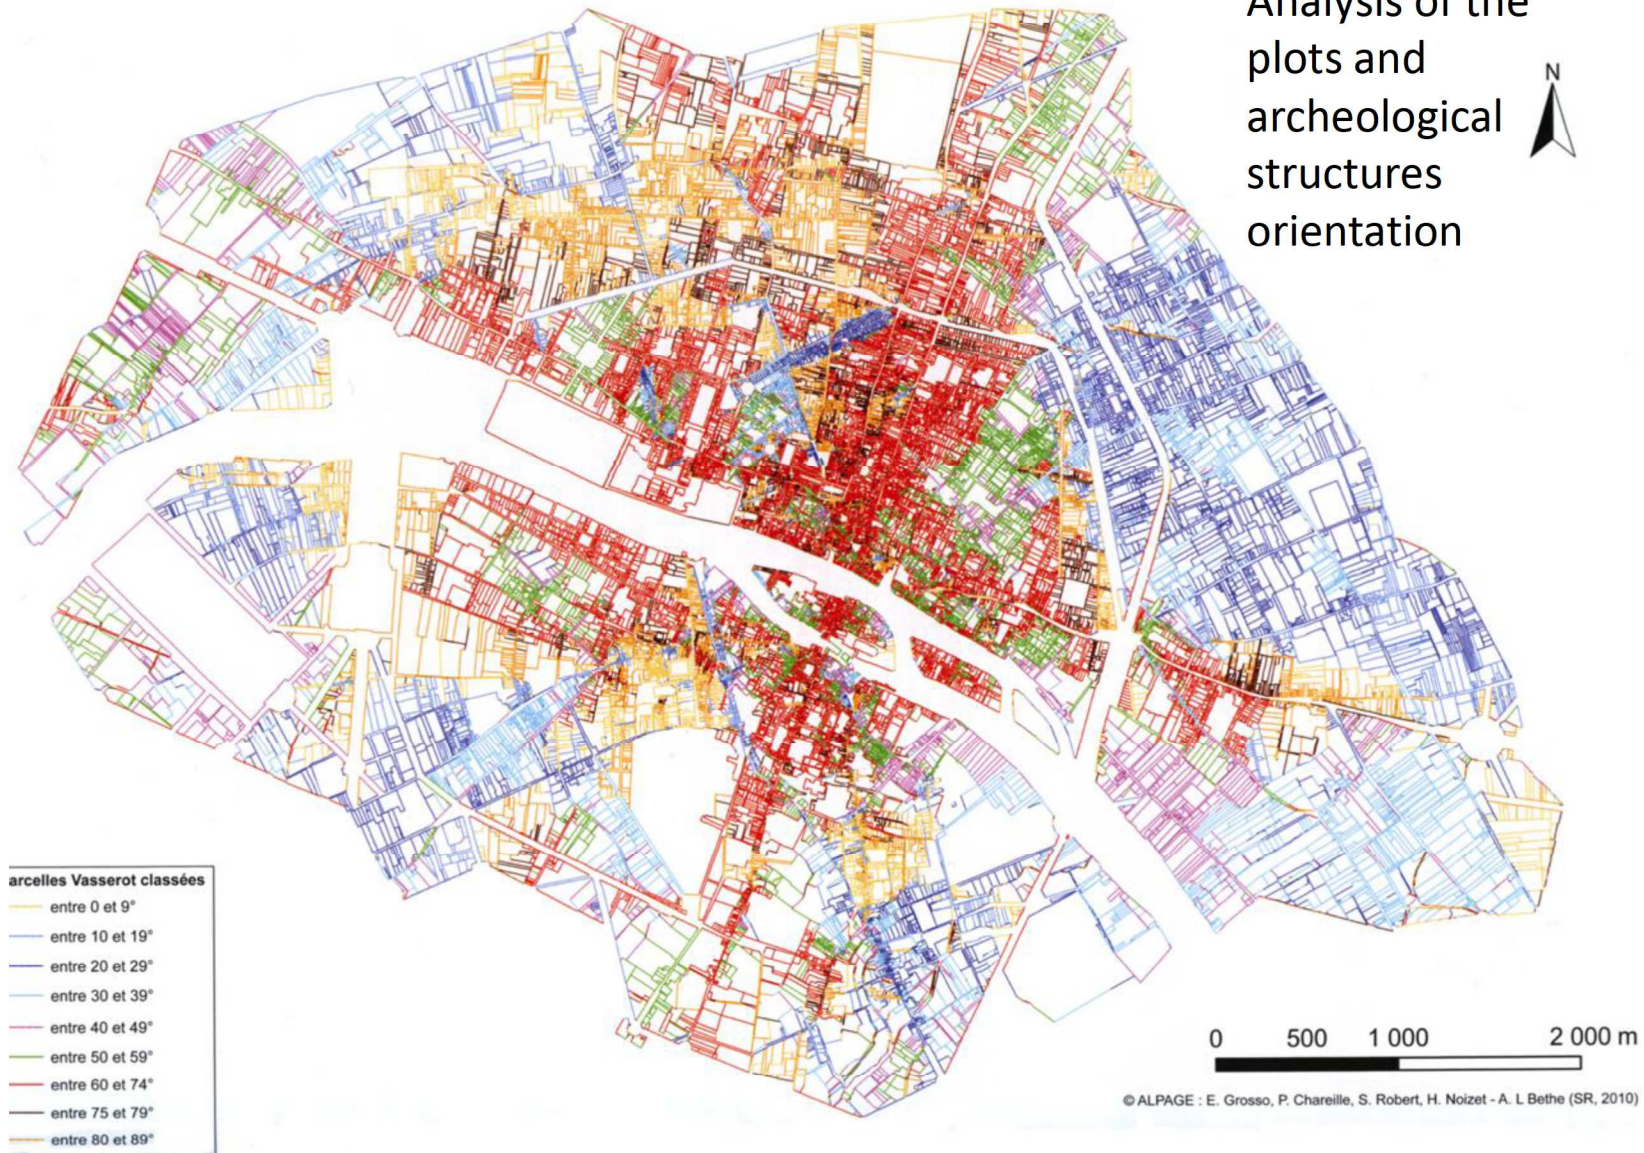 Analysis of the
plots and
archeological
structures
orientation
N
arcelles Vasserot classées
entre 0 et 9°
entre 10 et 19°
entre 20 et 29°
entre 30 et 39°
entre 40 et 49°
entre 50 et 59°
entre 60 et 74°
entre 75 et 79°
entre 80 et 89°
0 500 1 000 2 000 m
© ALPAGE : E. Grosso, P. Chareille, S. Robert, H. Noizet - A. L Bethe (SR, 2010)